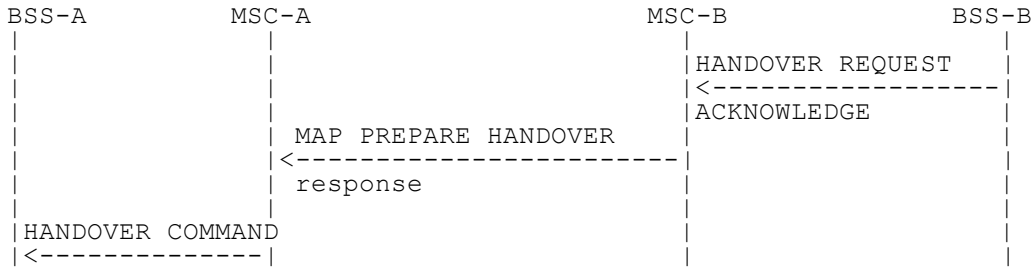 BSS-A MSC-A MSC-B BSS-B
HANDOVER REQUEST
ACKNOWLEDGE
MAP PREPARE HANDOVER
response
HANDOVER COMMAND